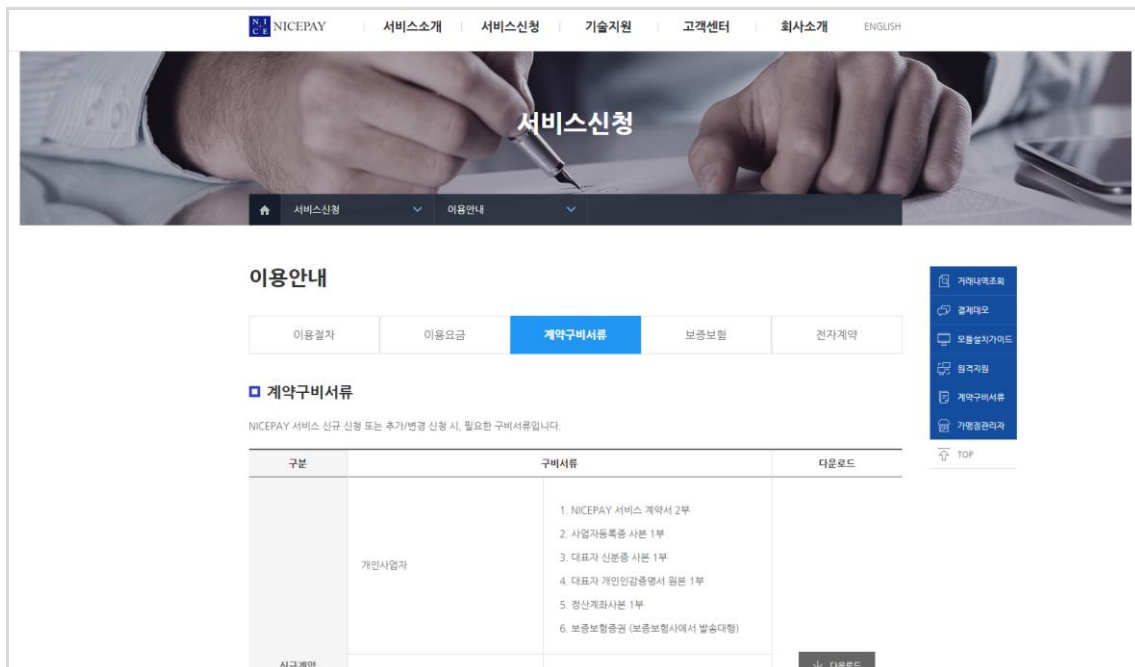 NICE NICEPAY 서비스소개 서비스신청 기술지원 고객센터 회사소개 ENGLISH
서비스신청
서비스신청 이용안내
이용안내
이용절차 이용요금 계약구비서류 보증보험 전자계약
계약구비서류
NICEPAY 서비스 신규 신청 또는 추가/변경 신청 시, 필요한 구비서류입니다.
구분 구비서류 다운로드
개인사업자
1. NICEPAY 서비스 계약서 2부
2. 사업자등록증 사본 1부
3. 대표자 신분증 사본 1부
4. 대표자 개인인감증명서 원본 1부
5. 정산계좌사본 1부
6. 보증보험증권 (보증보험사에서 발송대행)
신규계약 다운로드
거래내역조회
결제데모
모듈설치가이드
원격지원
계약구비서류
가맹점관리자
TOP